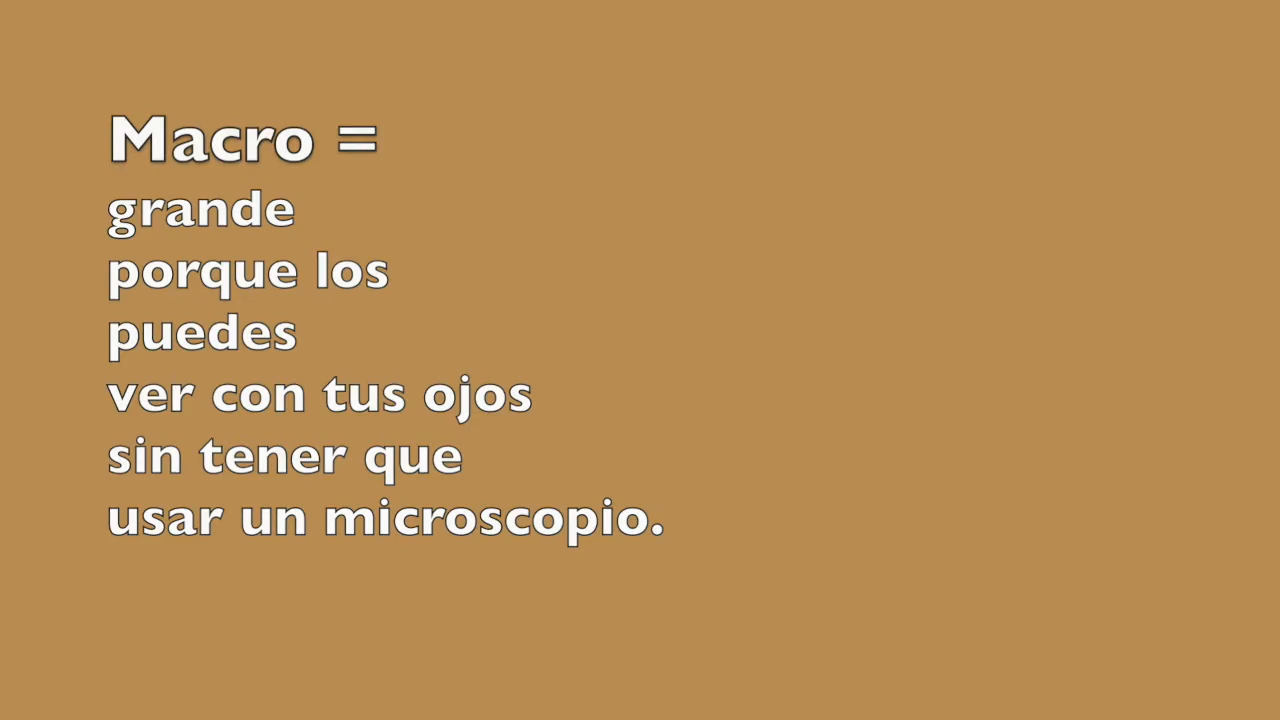 Macro =
grande
porque los
puedes
ver con tus ojos
sin tener que
usar un microscopio.